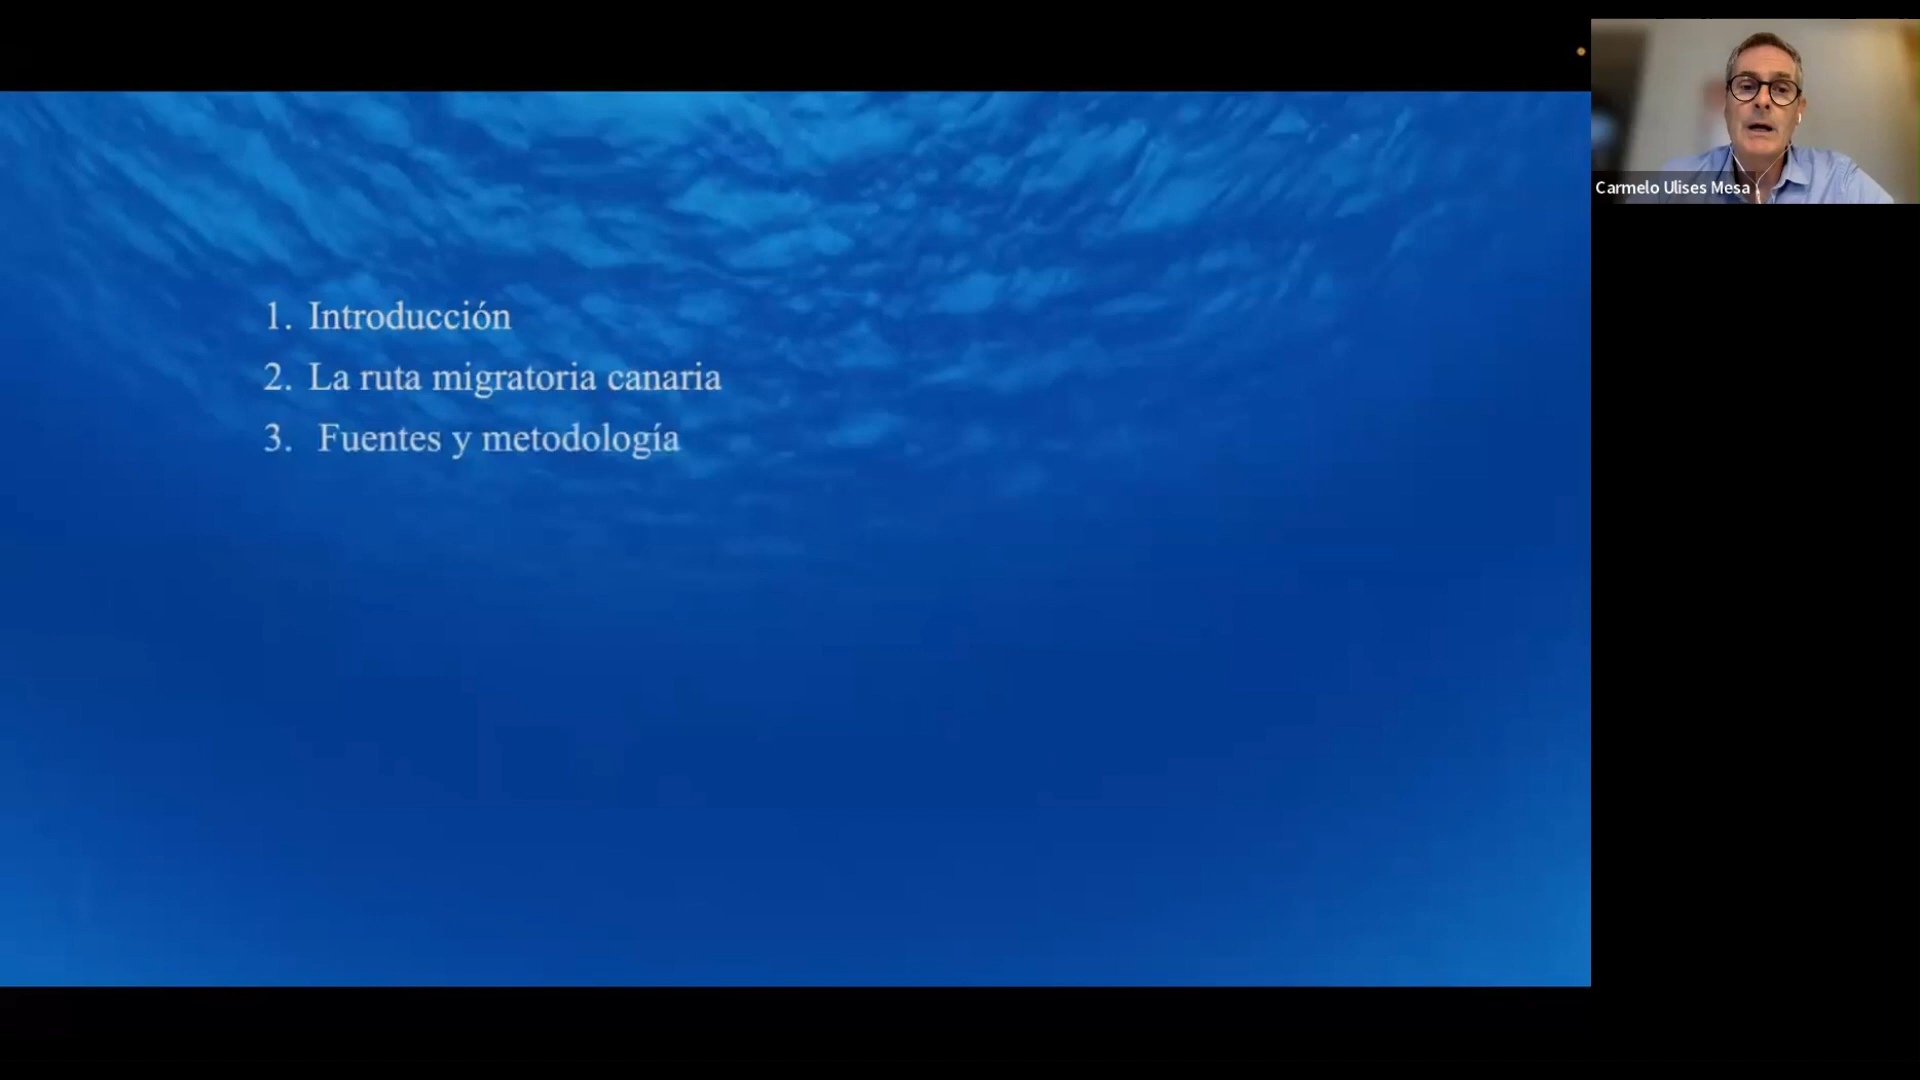 1. Introducción
2. La ruta migratoria canaria
3. Fuentes y metodología
Carmelo Ulises Mesa